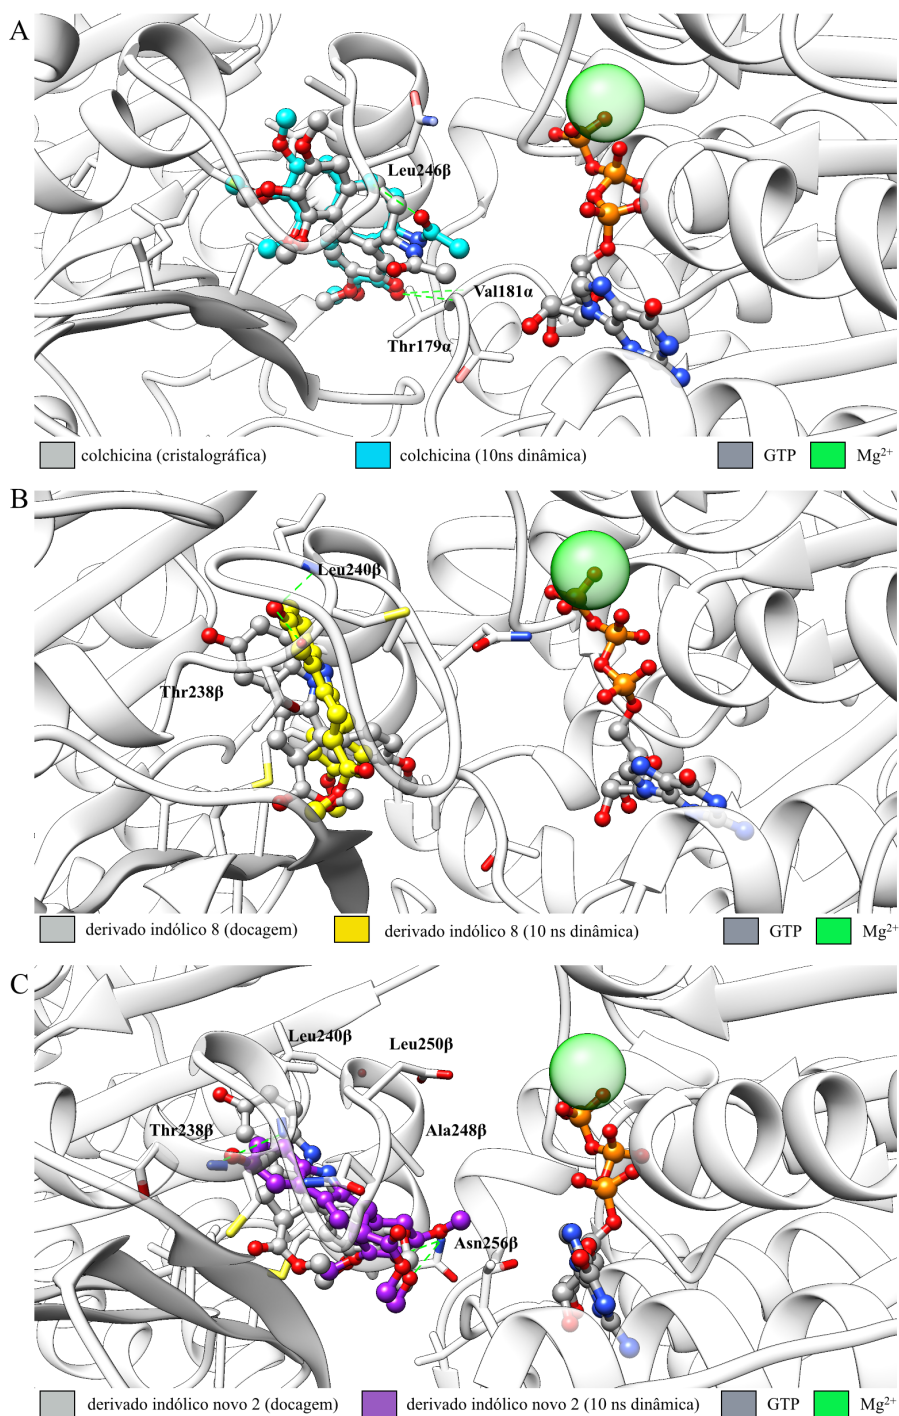 A
Leu246β
Val181α
Thr179α
colchicina (cristalográfica) colchicina (10ns dinâmica) GTP Mg²⁺
B
Leu240β
Thr238β
derivado indólico 8 (docagem) derivado indólico 8 (10 ns dinâmica) GTP Mg²⁺
C
Leu240β Leu250β
Thr238β Ala248β
Asn256β
derivado indólico novo 2 (docagem) derivado indólico novo 2 (10 ns dinâmica) GTP Mg²⁺